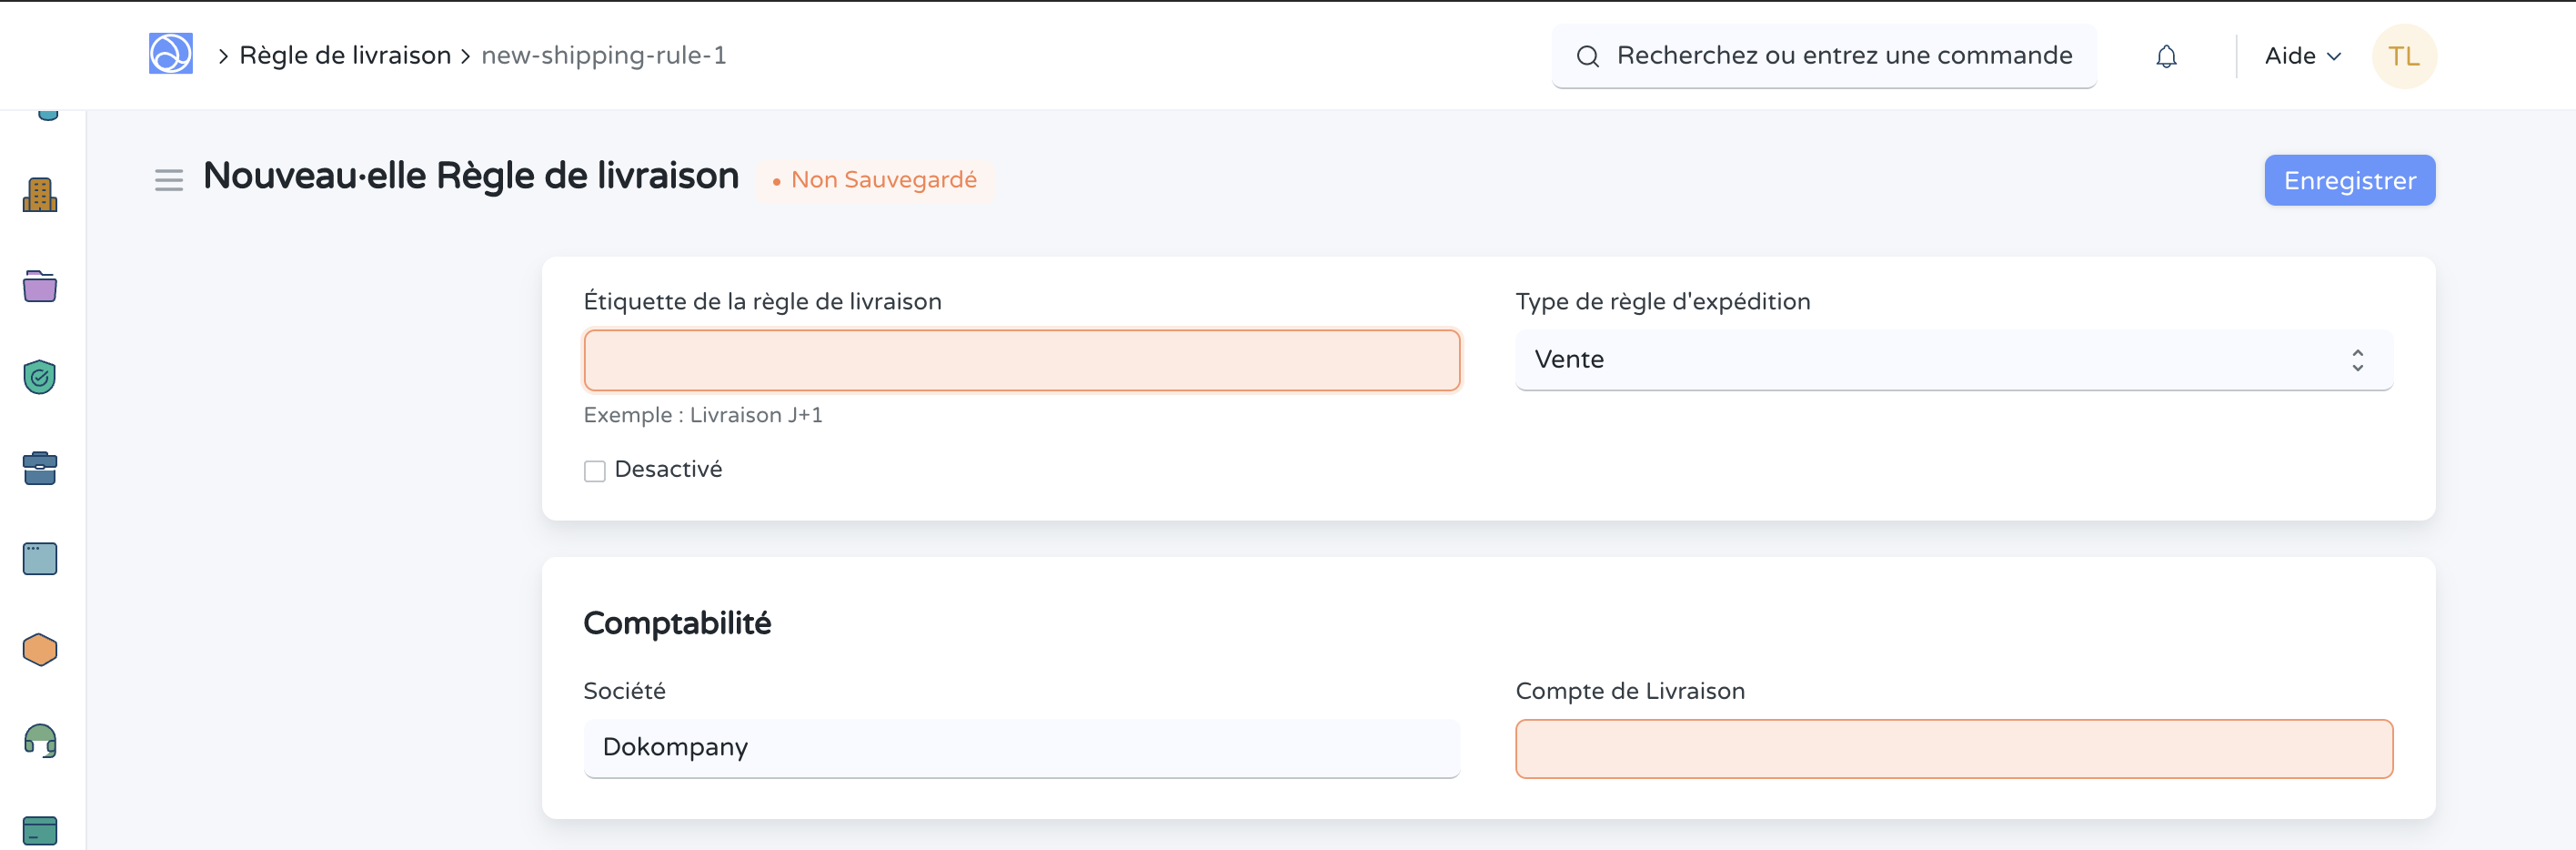 > Règle de livraison > new-shipping-rule-1
Recherchez ou entrez une commande
Aide
TL
Nouveau·elle Règle de livraison
• Non Sauvegardé
Enregistrer
Étiquette de la règle de livraison
Type de règle d'expédition
Vente
Exemple : Livraison J+1
Desactivé
Comptabilité
Société
Compte de Livraison
Dokompany